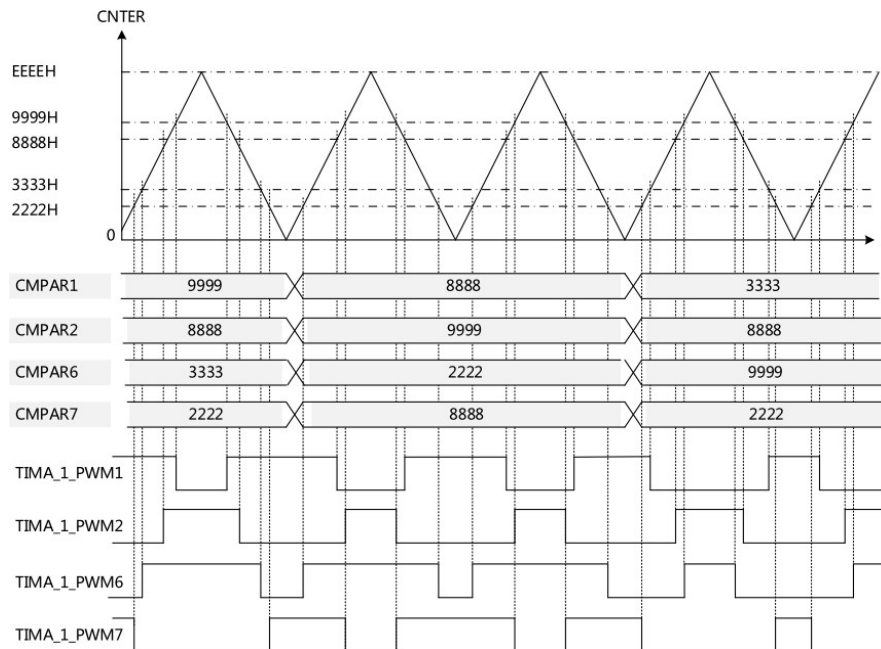 CNTER
EEEEH
9999H
8888H
3333H
2222H
0
CMPAR1 9999 8888 3333
CMPAR2 8888 9999 8888
CMPAR6 3333 2222 9999
CMPAR7 2222 8888 2222
TIMA_1_PWM1
TIMA_1_PWM2
TIMA_1_PWM6
TIMA_1_PWM7